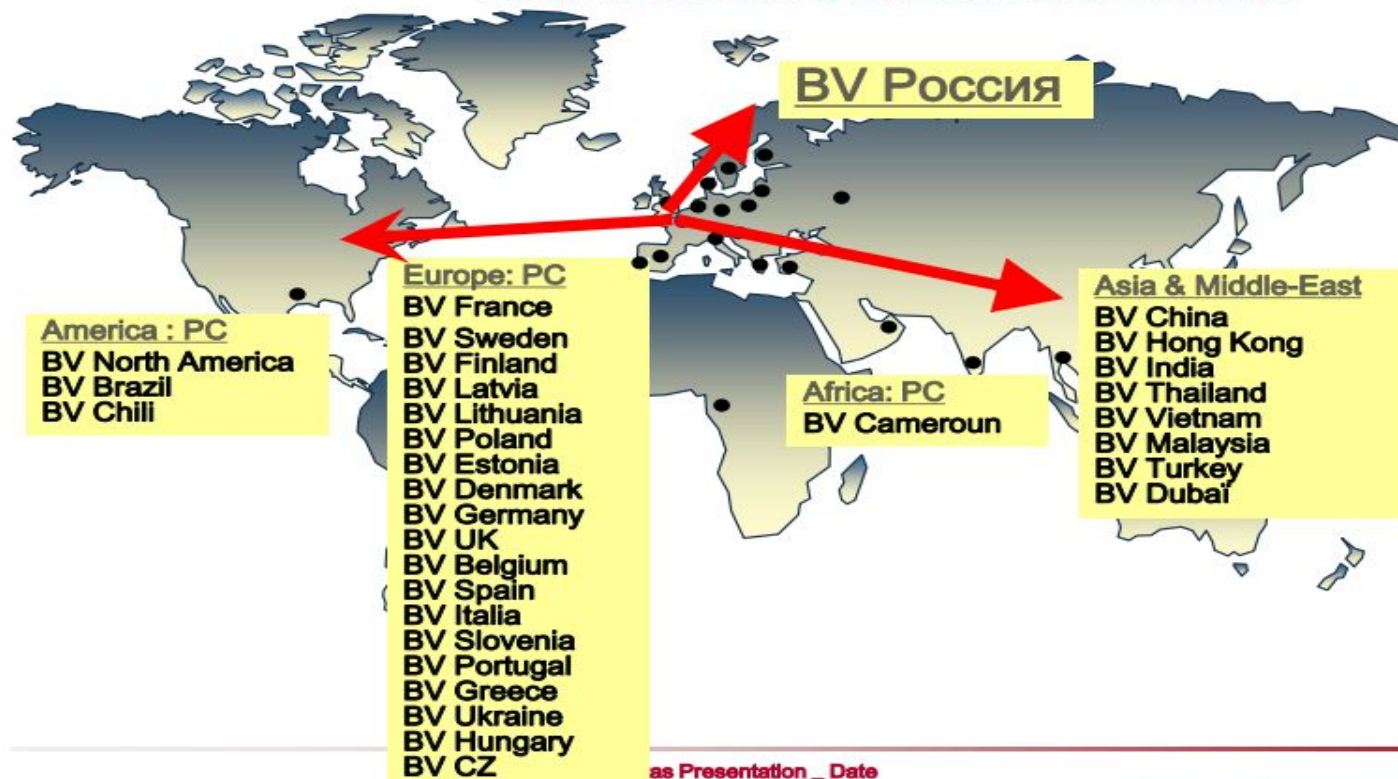 BV Россия
America : PC
BV North America
BV Brazil
BV Chili
Europe: PC
BV France
BV Sweden
BV Finland
BV Latvia
BV Lithuania
BV Poland
BV Estonia
BV Denmark
BV Germany
BV UK
BV Belgium
BV Spain
BV Italia
BV Slovenia
BV Portugal
BV Greece
BV Ukraine
BV Hungary
BV CZ
Africa: PC
BV Cameroun
Asia & Middle-East
BV China
BV Hong Kong
BV India
BV Thailand
BV Vietnam
BV Malaysia
BV Turkey
BV Dubaï
as Presentation _ Date